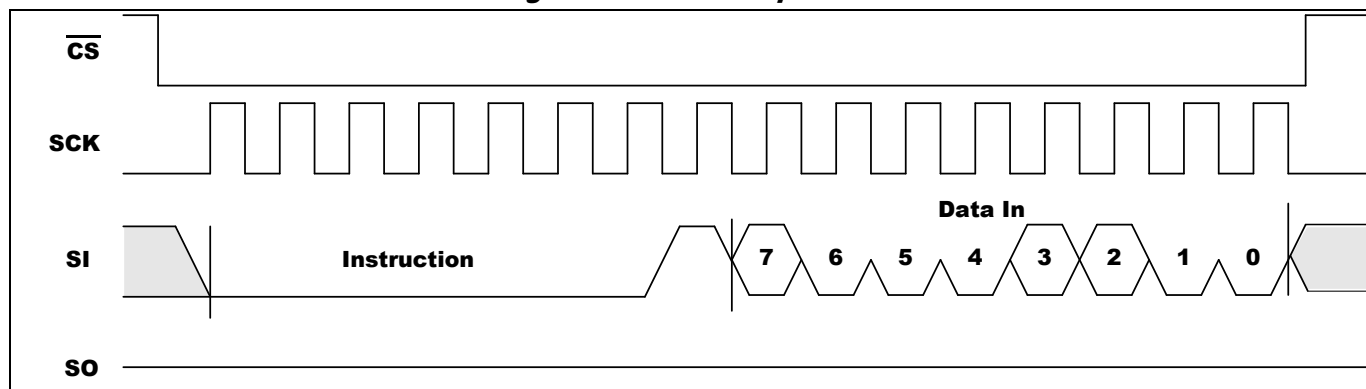 CS
SCK
Data In
SI Instruction 7 6 5 4 3 2 1 0
SO